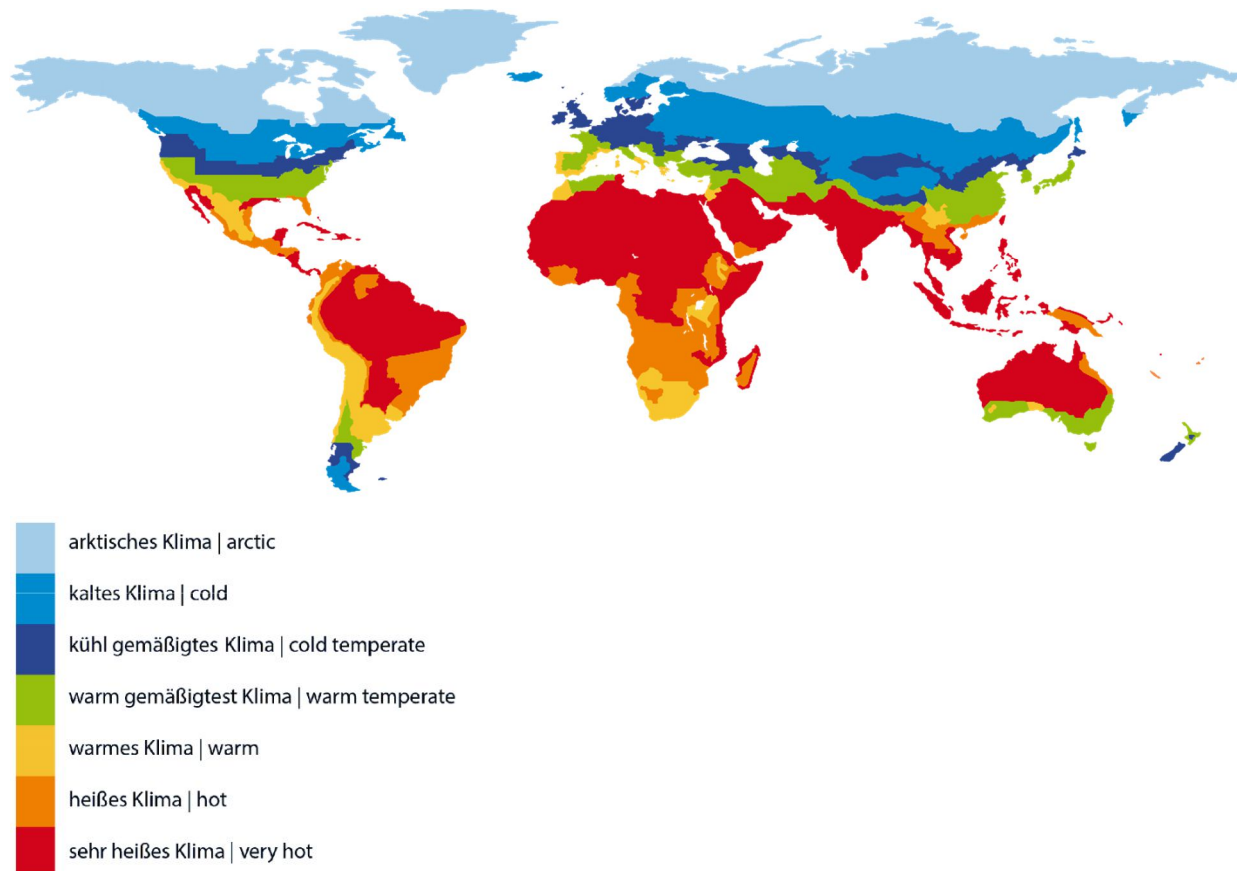 arktisches Klima | arctic
kaltes Klima | cold
kühl gemäßigtes Klima | cold temperate
warm gemäßigtest Klima | warm temperate
warmes Klima | warm
heißes Klima | hot
sehr heißes Klima | very hot